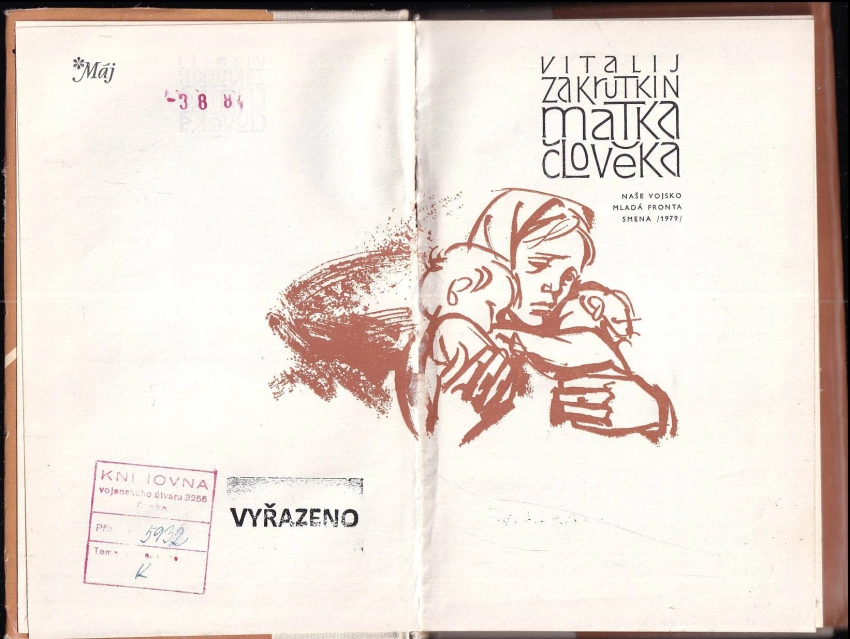 *Máj
-3 8 84
KNIHOVNA
vojenského útvaru 3256
5932
K
VYŘAZENO
VITALIJ
ZAKRUTKIN
MATKA
ČLOVĚKA
NAŠE VOJSKO
MLADÁ FRONTA
SMENA /1979/